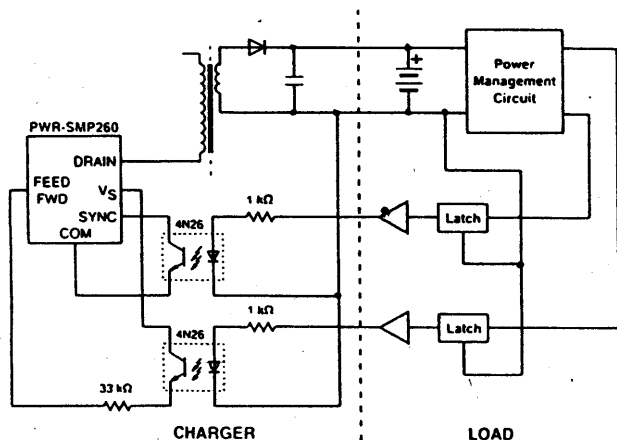 Power
Management
Circuit
+
PWR-SMP260
DRAIN
FEED
FWD
VS
SYNC
COM
1 kΩ
4N26
Latch
1 kΩ
4N26
Latch
33 kΩ
CHARGER
LOAD